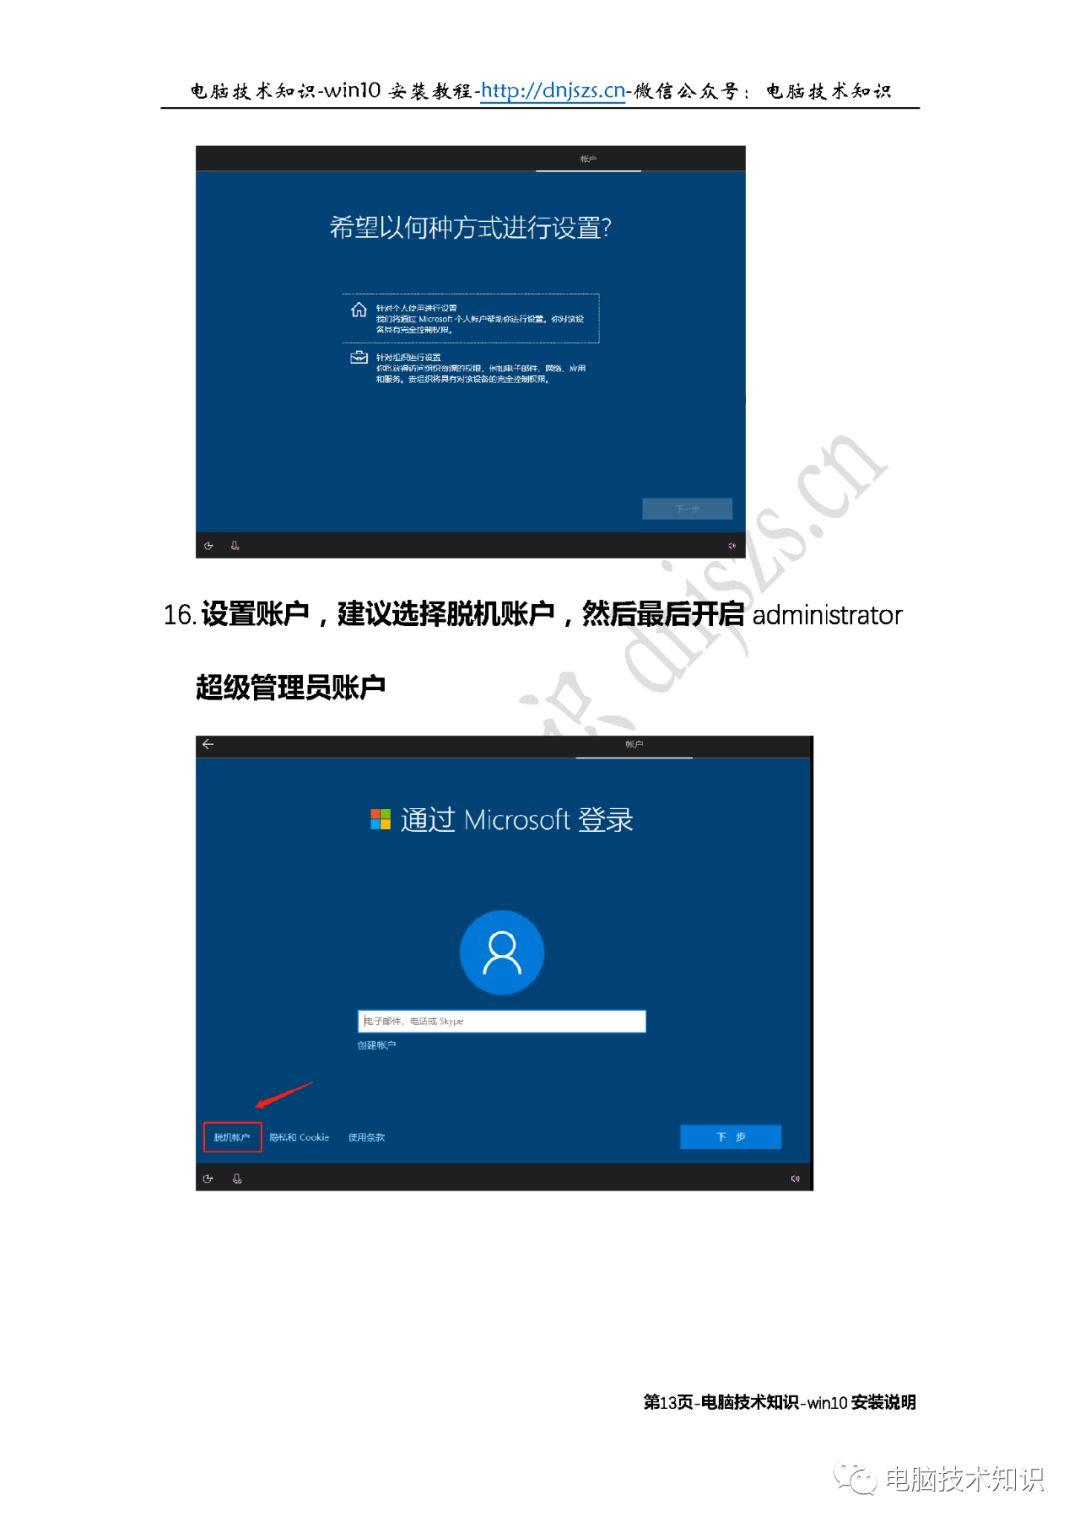 电脑技术知识-win10 安装教程-http://dnjszs.cn-微信公众号：电脑技术知识
帐户
希望以何种方式进行设置?
针对个人使用进行设置
我们将通过 Microsoft 个人帐户帮助你进行设置。你对该设
备具有完全控制权限。
针对组织进行设置
你将获得访问组织资源的权限，例如电子邮件、网络、应用
和服务。贵组织将具有对该设备的完全控制权限。
下一步
16. 设置账户，建议选择脱机账户，然后最后开启 administrator
超级管理员账户
识 dnjszs.cn
帐户
通过 Microsoft 登录
电子邮件、电话或 Skype
创建帐户
脱机帐户 隐私和 Cookie 使用条款
下 步
第13页-电脑技术知识-win10 安装说明
电脑技术知识